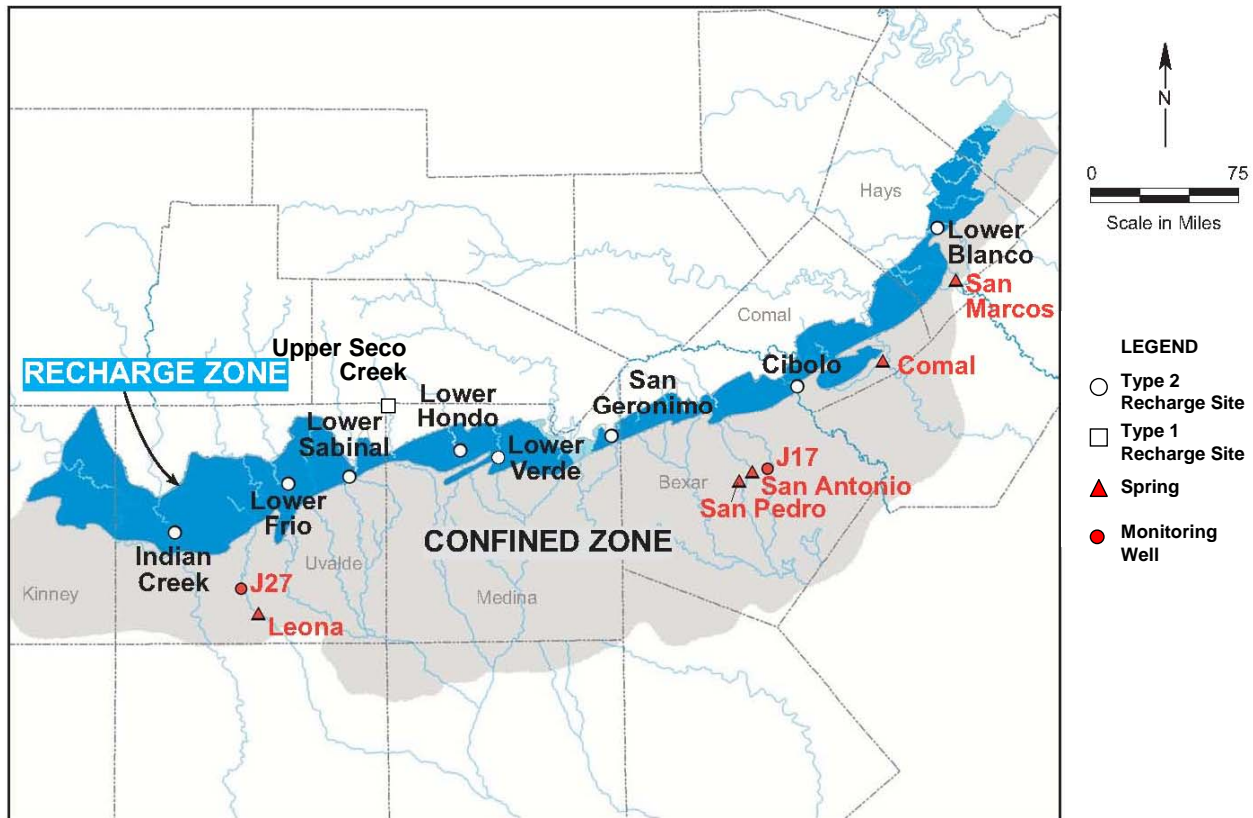 N
0 75
Scale in Miles
Hays
Lower
Blanco
San
Marcos
Comal
Comal
Upper Seco
Creek
RECHARGE ZONE
Cibolo
San
Geronimo
Lower
Hondo
Lower
Sabinal
Lower
Verde
J17
San Antonio
San Pedro
Bexar
Lower
Frio
CONFINED ZONE
Indian
Creek
Uvalde
Kinney
J27
Medina
Leona
LEGEND
Type 2
Recharge Site
Type 1
Recharge Site
Spring
Monitoring
Well